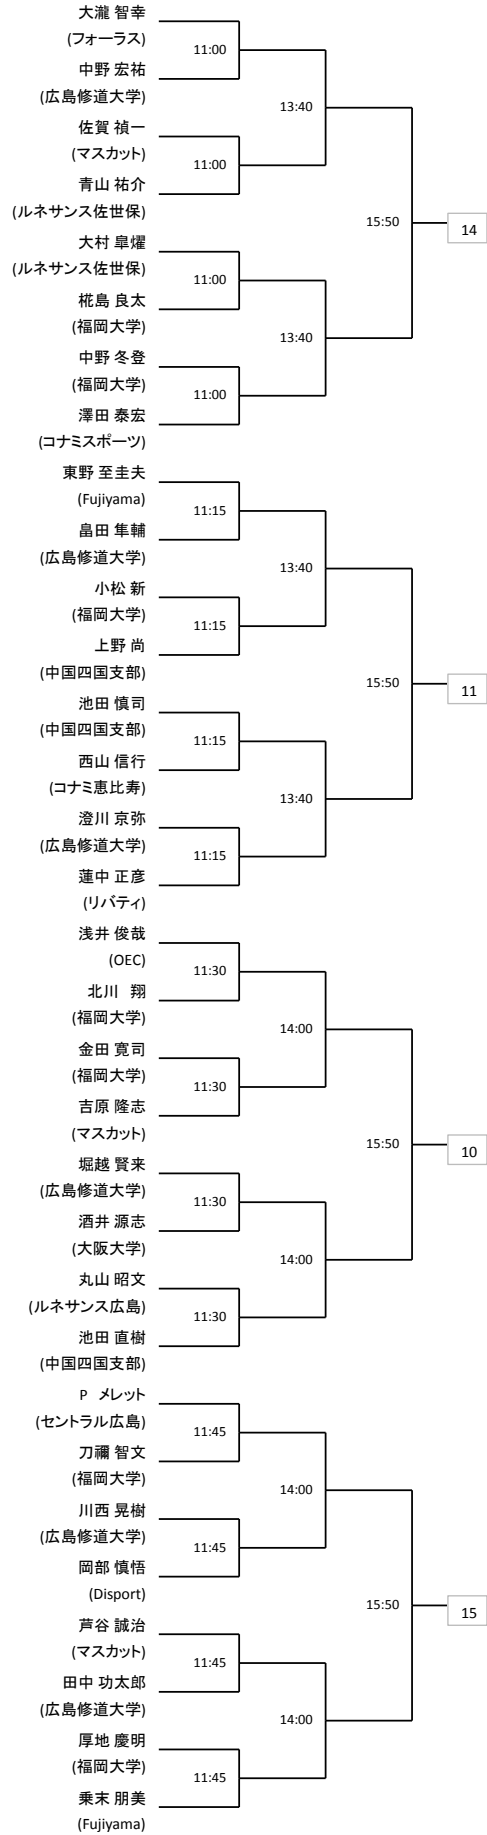 大瀧 智幸
(フォーラス)
11:00
中野 宏祐
(広島修道大学)
13:40
佐賀 禎一
(マスカット)
11:00
青山 祐介
(ルネサンス佐世保)
15:50
14
大村 皐燿
(ルネサンス佐世保)
11:00
椛島 良太
(福岡大学)
13:40
中野 冬登
(福岡大学)
11:00
澤田 泰宏
(コナミスポーツ)
東野 至圭夫
(Fujiyama)
11:15
畠田 隼輔
(広島修道大学)
13:40
小松 新
(福岡大学)
11:15
上野 尚
(中国四国支部)
15:50
11
池田 慎司
(中国四国支部)
11:15
西山 信行
(コナミ恵比寿)
13:40
澄川 京弥
(広島修道大学)
11:15
蓮中 正彦
(リバティ)
浅井 俊哉
(OEC)
11:30
北川 翔
(福岡大学)
14:00
金田 寛司
(福岡大学)
11:30
吉原 隆志
(マスカット)
15:50
10
堀越 賢来
(広島修道大学)
11:30
酒井 源志
(大阪大学)
14:00
丸山 昭文
(ルネサンス広島)
11:30
池田 直樹
(中国四国支部)
P メレット
(セントラル広島)
11:45
刀禰 智文
(福岡大学)
14:00
川西 晃樹
(広島修道大学)
11:45
岡部 慎悟
(Disport)
15:50
15
芦谷 誠治
(マスカット)
11:45
田中 功太郎
(広島修道大学)
14:00
厚地 慶明
(福岡大学)
11:45
乗末 朋美
(Fujiyama)